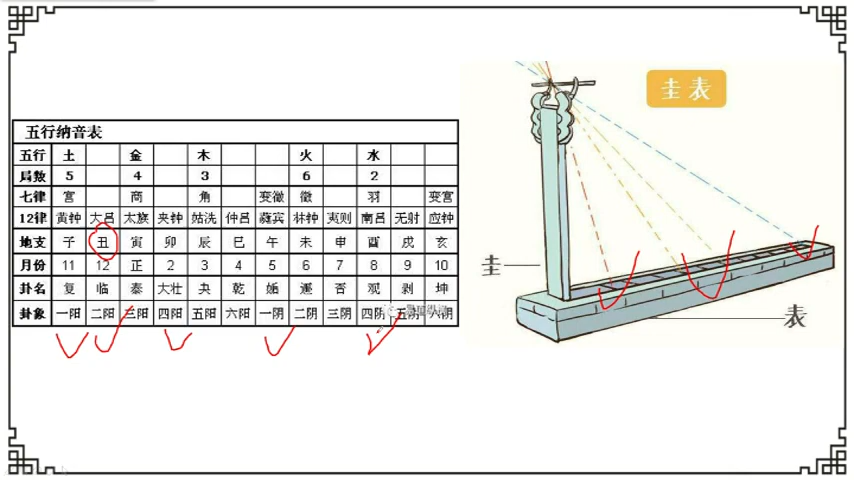 五行纳音表
五行 土 金 木 火 水
局数 5 4 3 6 2
七律 宫 商 角 变徵 徵 羽 变宫
12律 黄钟 大吕 太族 夹钟 姑洗 仲吕 蕤宾 林钟 夷则 南吕 无射 应钟
地支 子 丑 寅 卯 辰 巳 午 未 申 酉 戌 亥
月份 11 12 正 2 3 4 5 6 7 8 9 10
卦名 复 临 泰 大壮 夬 乾 姤 遁 否 观 剥 坤
卦象 一阳 二阳 三阳 四阳 五阳 六阳 一阴 二阴 三阴 四阴 五阴 六阴
圭表
圭
表